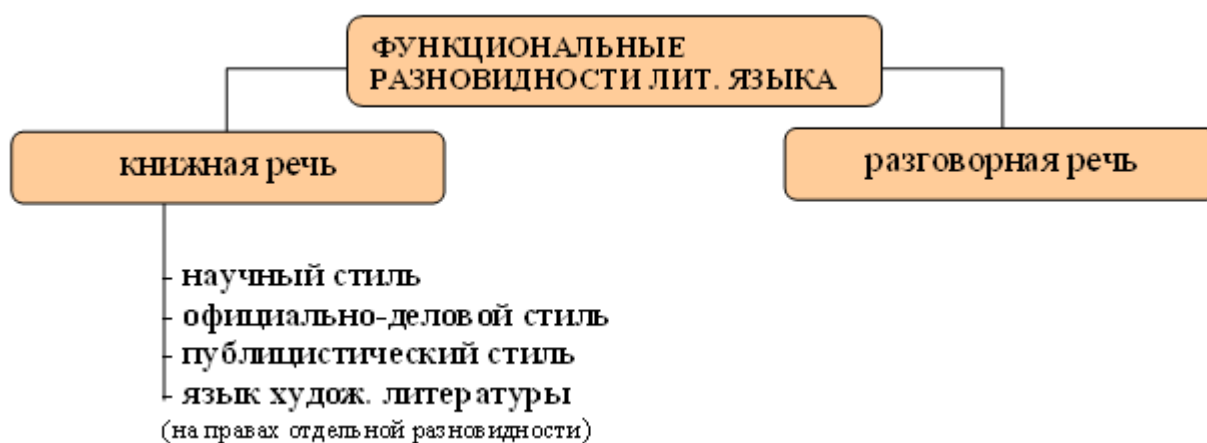 ФУНКЦИОНАЛЬНЫЕ
РАЗНОВИДНОСТИ ЛИТ. ЯЗЫКА
книжная речь
разговорная речь
- научный стиль
- официально-деловой стиль
- публицистический стиль
- язык худож. литературы
(на правах отдельной разновидности)